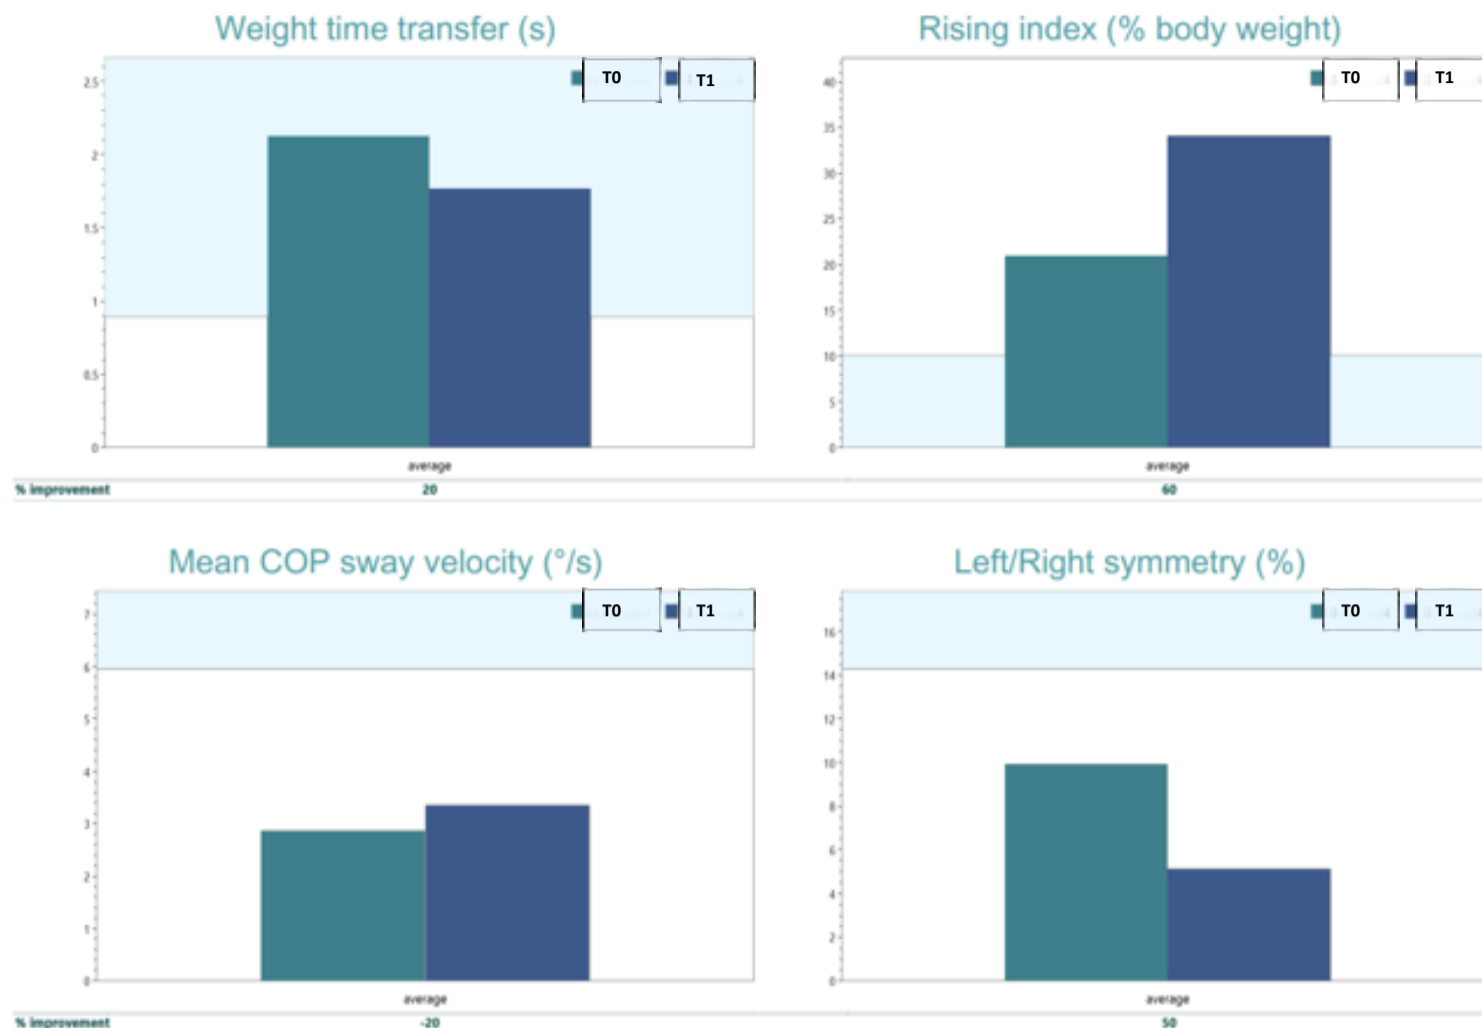 Weight time transfer (s)
T0 T1
2.5
2
1.5
1
0.5
0
average
% improvement 20
Rising index (% body weight)
T0 T1
40
35
30
25
20
15
10
5
0
average
60
Mean COP sway velocity (°/s)
T0 T1
7
6
5
4
3
2
1
0
average
% improvement -20
Left/Right symmetry (%)
T0 T1
16
14
12
10
8
6
4
2
0
average
50